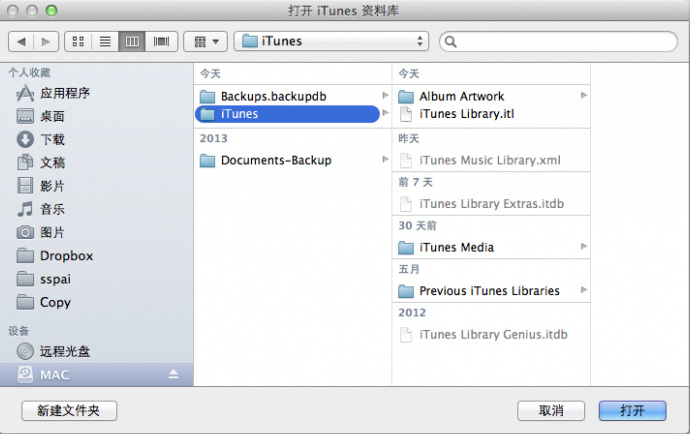 打开 iTunes 资料库
iTunes
个人收藏
应用程序
桌面
下载
文稿
影片
音乐
图片
Dropbox
sspai
Copy
设备
远程光盘
MAC
今天
Backups.backupdb
iTunes
2013
Documents-Backup
今天
Album Artwork
iTunes Library.itl
昨天
iTunes Music Library.xml
前 7 天
iTunes Library Extras.itdb
30 天前
iTunes Media
五月
Previous iTunes Libraries
2012
iTunes Library Genius.itdb
新建文件夹
取消
打开